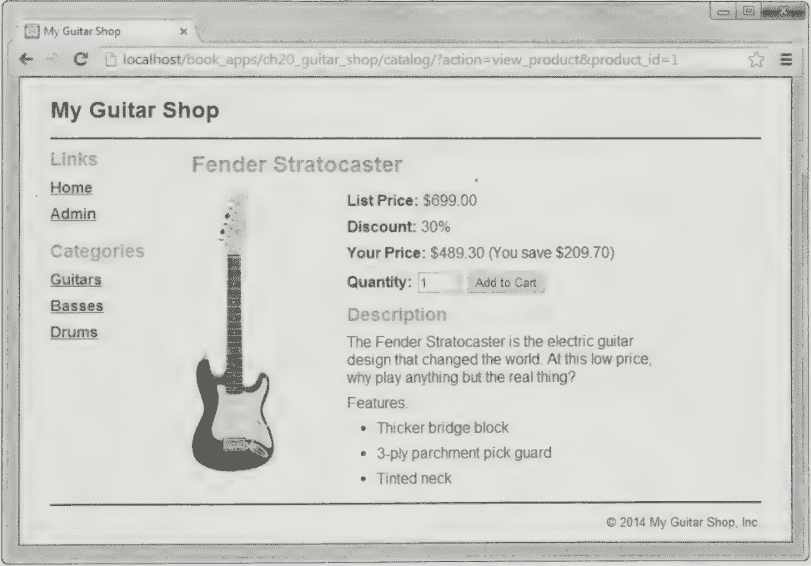 My Guitar Shop
localhost/book_apps/ch20_guitar_shop/catalog/?action=view_product&product_id=1
My Guitar Shop
Links
Home
Admin
Categories
Guitars
Basses
Drums
Fender Stratocaster
List Price: $699.00
Discount: 30%
Your Price: $489.30 (You save $209.70)
Quantity: 1 Add to Cart
Description
The Fender Stratocaster is the electric guitar
design that changed the world. At this low price,
why play anything but the real thing?
Features.
• Thicker bridge block
• 3-ply parchment pick guard
• Tinted neck
© 2014 My Guitar Shop, Inc.